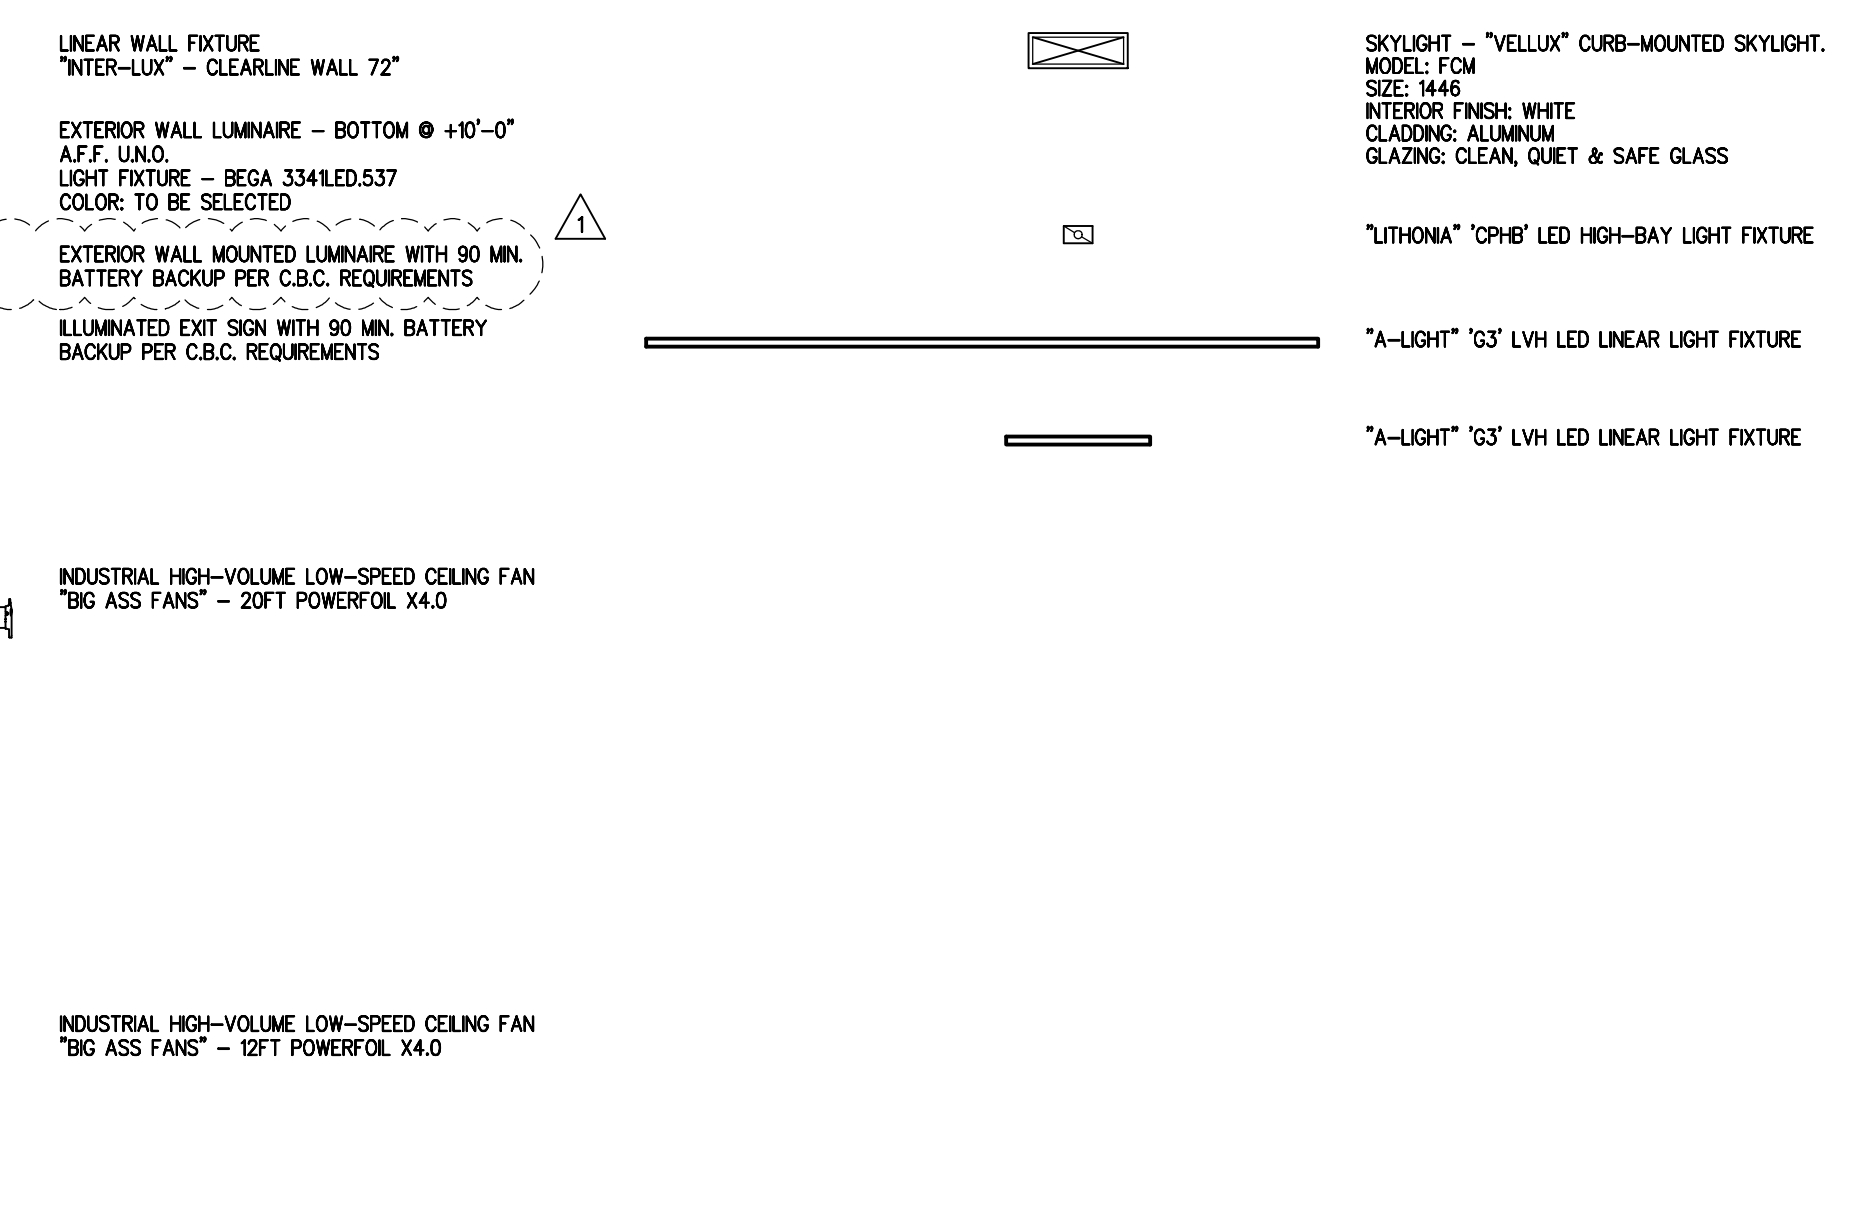 LINEAR WALL FIXTURE
"INTER-LUX" - CLEARLINE WALL 72"
EXTERIOR WALL LUMINAIRE - BOTTOM @ +10'-0"
A.F.F. U.N.O.
LIGHT FIXTURE - BEGA 3341LED.537
COLOR: TO BE SELECTED
1
EXTERIOR WALL MOUNTED LUMINAIRE WITH 90 MIN.
BATTERY BACKUP PER C.B.C. REQUIREMENTS
ILLUMINATED EXIT SIGN WITH 90 MIN. BATTERY
BACKUP PER C.B.C. REQUIREMENTS
INDUSTRIAL HIGH-VOLUME LOW-SPEED CEILING FAN
"BIG ASS FANS" - 20FT POWERFOIL X4.0
INDUSTRIAL HIGH-VOLUME LOW-SPEED CEILING FAN
"BIG ASS FANS" - 12FT POWERFOIL X4.0
SKYLIGHT - "VELLUX" CURB-MOUNTED SKYLIGHT.
MODEL: FCM
SIZE: 1446
INTERIOR FINISH: WHITE
CLADDING: ALUMINUM
GLAZING: CLEAN, QUIET & SAFE GLASS
"LITHONIA" 'CPHB' LED HIGH-BAY LIGHT FIXTURE
"A-LIGHT" 'G3' LVH LED LINEAR LIGHT FIXTURE
"A-LIGHT" 'G3' LVH LED LINEAR LIGHT FIXTURE